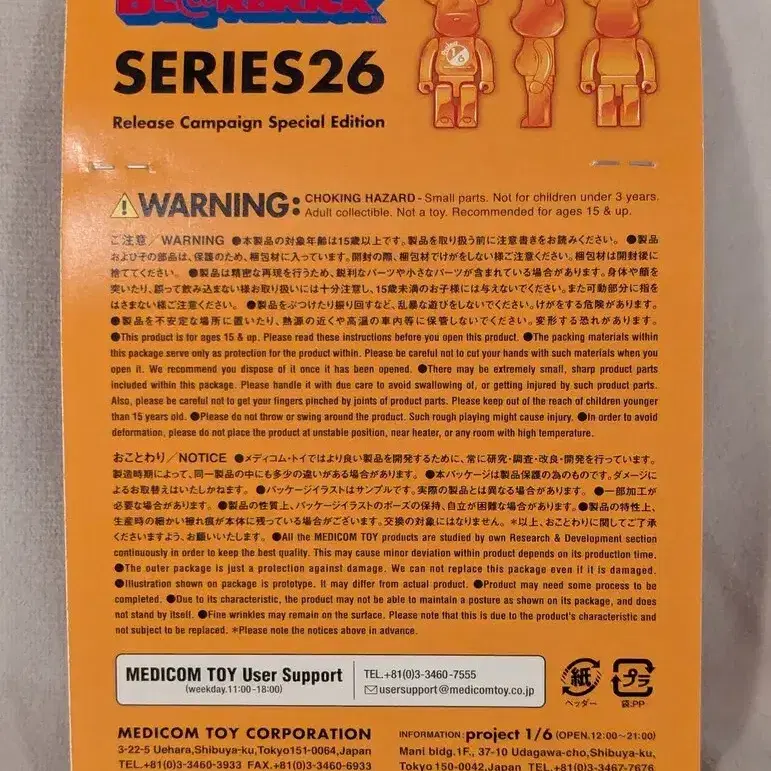 BE@RBRICK
SERIES26
Release Campaign Special Edition
1/6
WARNING: CHOKING HAZARD - Small parts. Not for children under 3 years.
Adult collectible. Not a toy. Recommended for ages 15 & up.
ご注意/WARNING ●本製品の対象年齢は15歳以上です。製品を取り扱う前に注意書きをお読みください。 ●製品
およびその部品は、保護のため、梱包材に入っています。開封の際、梱包材でけがをしない様ご注意ください。梱包材は開封後に
捨ててください。 ●製品は精密な再現を行うため、鋭利なパーツや小さなパーツが含まれている場合があります。身体や顔を
突いたり、誤って飲み込まない様お取り扱いには十分注意し、15歳未満のお子様には与えないでください。また可動部分に指を
はさまない様ご注意ください。 ●製品をぶつけたり振り回すなど、乱暴な遊びをしないでください。けがをする危険があります。
●製品を不安定な場所に置いたり、熱源の近くや高温の車内等に保管しないでください。変形する恐れがあります。
●This product is for ages 15 & up. Please read these instructions before you open this product. ●The packing materials within
this package serve only as protection for the product within. Please be careful not to cut your hands with such materials when you
open it. We recommend you dispose of it once it has been opened. ●There may be extremely small, sharp product parts
included within this package. Please handle it with due care to avoid swallowing of, or getting injured by such product parts.
Also, please be careful not to get your fingers pinched by joints of product parts. Please keep out of the reach of children younger
than 15 years old. ●Please do not throw or swing around the product. Such rough playing might cause injury. ●In order to avoid
deformation, please do not place the product at unstable position, near heater, or any room with high temperature.
おことわり/NOTICE ●メディコム・トイではより良い製品を開発するために、常に研究・調査・改良・開発を行っています。
製造時期によって、同一製品の中にも多少の違いがある場合があります。 ●本パッケージは製品保護の為のものです。ダメージに
よるお取替えはいたしかねます。 ●パッケージイラストはサンプルです。実際の製品とは異なる場合があります。 ●一部加工が
必要な場合があります。 ●製品の性質上、パッケージイラストのポーズの保持、自立が困難な場合があります。 ●製品の特性上、
生産時の細かい擦れ痕が本体に残っている場合がございます。交換の対象にはなりません。 *以上、おことわりに関してご了承
くださいますよう、お願いいたします。 ●All the MEDICOM TOY products are studied by own Research & Development section
continuously in order to keep the best quality. This may cause minor deviation within product depends on its production time.
●The outer package is just a protection against damage. We can not replace this package even if it is damaged.
●Illustration shown on package is prototype. It may differ from actual product. ●Product may need some process to be
completed. ●Due to its characteristic, the product may not be able to maintain a posture as shown on its package, and does
not stand by itself. ●Fine wrinkles may remain on the surface. Please note that this is due to the product's characteristic and
not subject to be replaced. *Please note the notices above in advance.
MEDICOM TOY User Support
(weekday.11:00-18:00)
TEL.+81(0)3-3460-7555
usersupport@medicomtoy.co.jp
紙
ヘッダー
プラ
袋:PP
MEDICOM TOY CORPORATION
3-22-5 Uehara,Shibuya-ku,Tokyo151-0064,Japan
TEL.+81(0)3-3460-3933 FAX.+81(0)3-3460-6933
INFORMATION: project 1/6 (OPEN.12:00~21:00)
Mani bldg.1F., 37-10 Udagawa-cho,Shibuya-ku,
Tokyo 150-0042,Japan TEL.+81(0)3-3467-7676